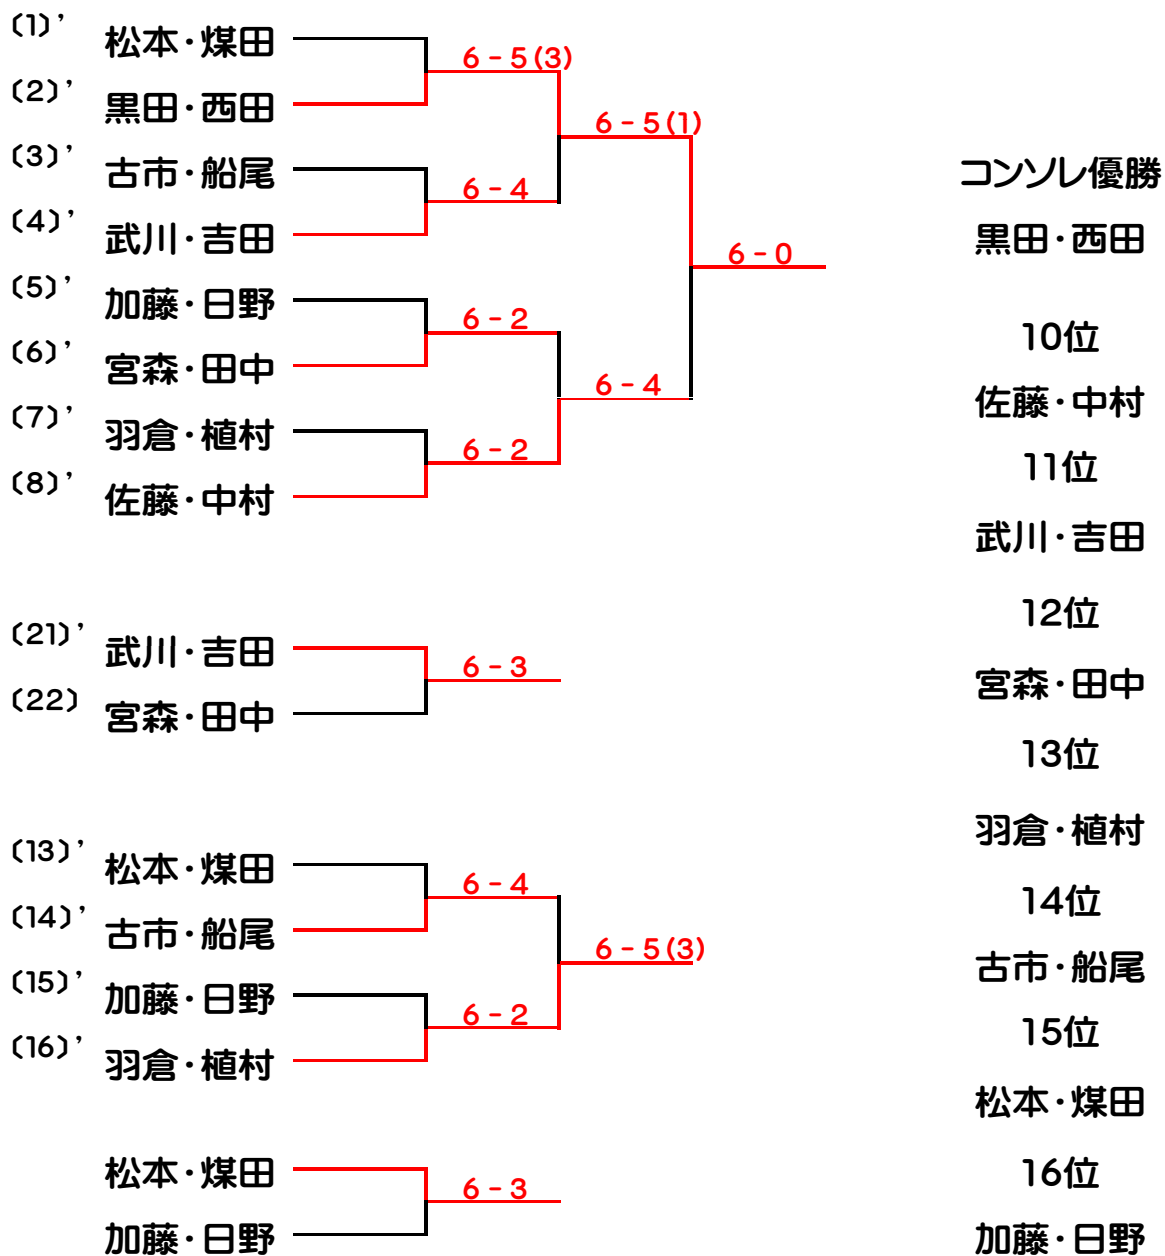 (1)’ 松本・煤田
6－5(3)
(2)’ 黒田・西田
6－5(1)
(3)’ 古市・船尾
6－4
(4)’ 武川・吉田
6－0
(5)’ 加藤・日野
6－2
(6)’ 宮森・田中
6－4
(7)’ 羽倉・植村
6－2
(8)’ 佐藤・中村
(21)’ 武川・吉田
6－3
(22) 宮森・田中
(13)’ 松本・煤田
6－4
(14)’ 古市・船尾
6－5(3)
(15)’ 加藤・日野
6－2
(16)’ 羽倉・植村
松本・煤田
6－3
加藤・日野
コンソレ優勝
黒田・西田
10位
佐藤・中村
11位
武川・吉田
12位
宮森・田中
13位
羽倉・植村
14位
古市・船尾
15位
松本・煤田
16位
加藤・日野